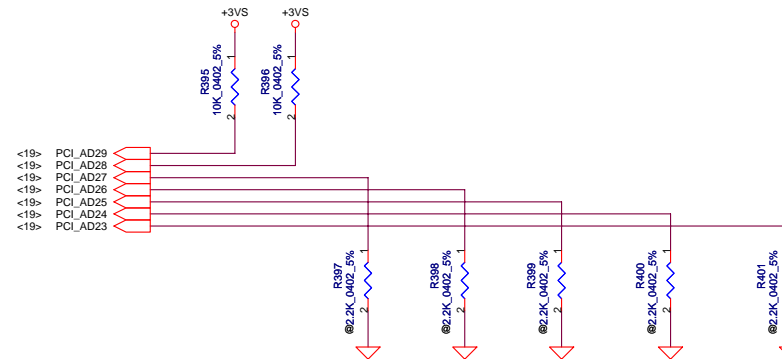 +3VS
+3VS
1
1
R395
10K_0402_5%
R396
10K_0402_5%
2
2
<19> PCI_AD29
<19> PCI_AD28
<19> PCI_AD27
<19> PCI_AD26
<19> PCI_AD25
<19> PCI_AD24
<19> PCI_AD23
1
1
1
1
1
R397
@2.2K_0402_5%
R398
@2.2K_0402_5%
R399
@2.2K_0402_5%
R400
@2.2K_0402_5%
R401
@2.2K_0402_5%
2
2
2
2
2